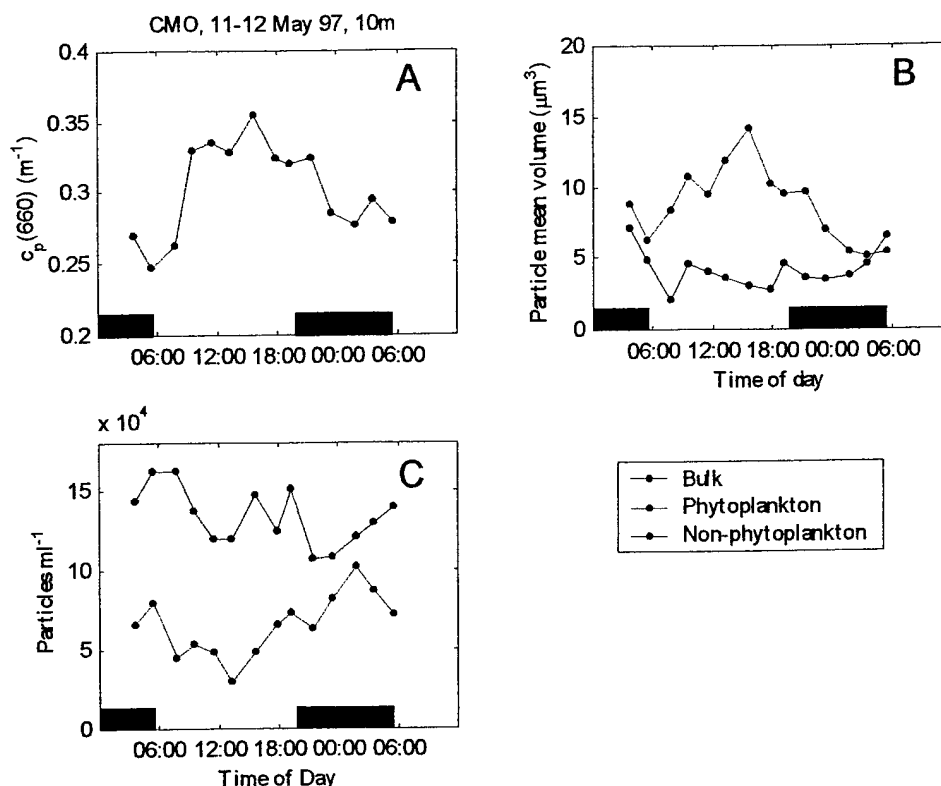 CMO, 11-12 May 97, 10m
A
0.4
0.35
0.3
0.25
0.2
cp(660) (m-1)
06:00 12:00 18:00 00:00 06:00
B
20
15
10
5
0
Particle mean volume (μm3)
06:00 12:00 18:00 00:00 06:00
Time of day
x 10^4
C
15
10
5
0
Particles ml-1
06:00 12:00 18:00 00:00 06:00
Time of Day
Bulk
Phytoplankton
Non-phytoplankton